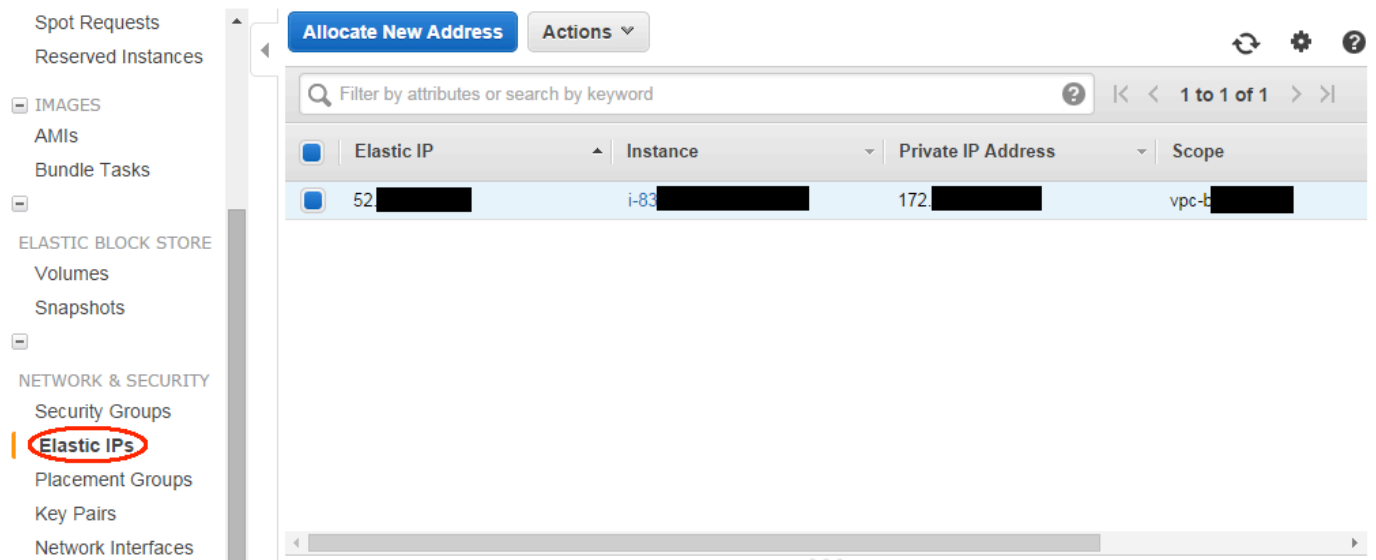 Spot Requests
Reserved Instances
IMAGES
AMIs
Bundle Tasks
ELASTIC BLOCK STORE
Volumes
Snapshots
NETWORK & SECURITY
Security Groups
Elastic IPs
Placement Groups
Key Pairs
Network Interfaces
Allocate New Address Actions
Filter by attributes or search by keyword 1 to 1 of 1
Elastic IP Instance Private IP Address Scope
52. i-83 172. vpc-b